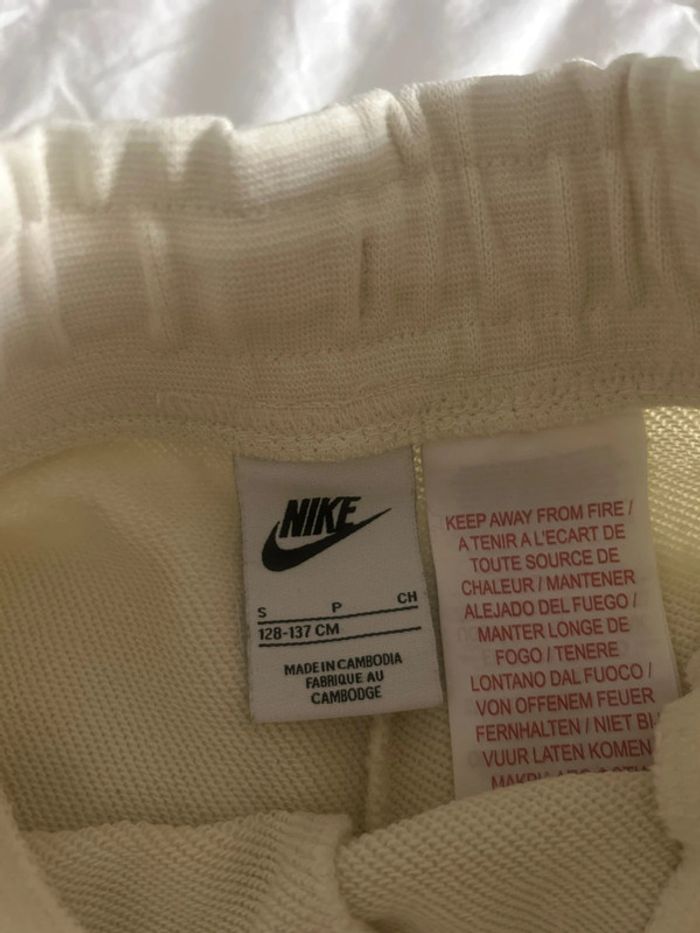 NIKE
S P CH
128-137 CM
MADE IN CAMBODIA
FABRIQUE AU
CAMBODGE
KEEP AWAY FROM FIRE /
A TENIR A L'ECART DE
TOUTE SOURCE DE
CHALEUR / MANTENER
ALEJADO DEL FUEGO /
MANTER LONGE DE
FOGO / TENERE
LONTANO DAL FUOCO /
VON OFFENEM FEUER
FERNHALTEN / NIET BIJ
VUUR LATEN KOMEN